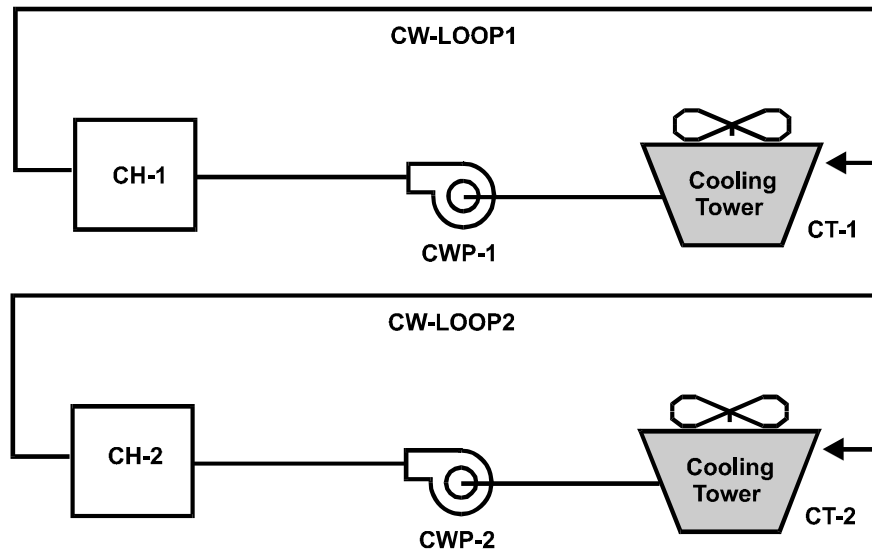 CW-LOOP1
CH-1
Cooling
Tower
CWP-1
CT-1
CW-LOOP2
CH-2
Cooling
Tower
CWP-2
CT-2